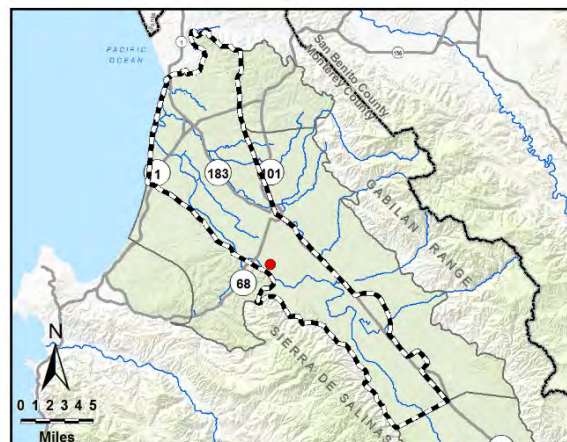 1
156
PACIFIC
OCEAN
San Benito County
Monterey County
1
183
01
GABILAN RANGE
68
SIERRA DE SALINAS
N
0 1 2 3 4 5
Miles